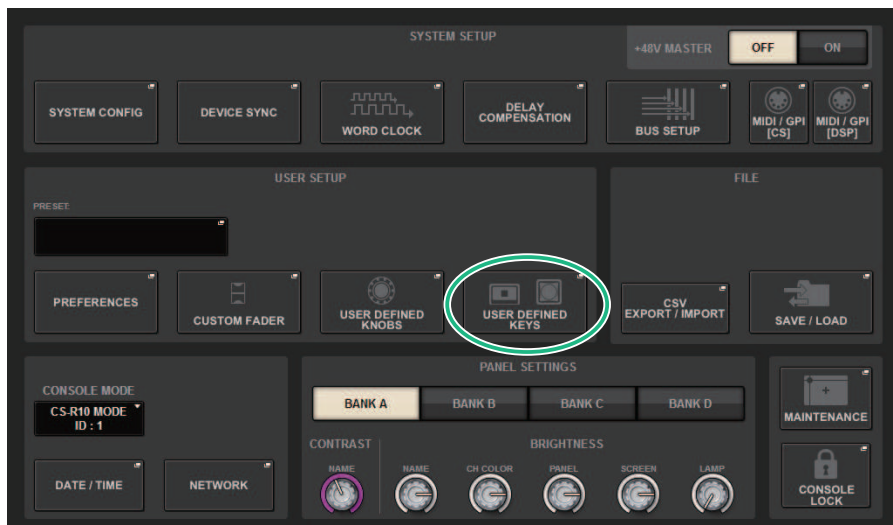 SYSTEM SETUP
+48V MASTER
OFF
ON
SYSTEM CONFIG
DEVICE SYNC
WORD CLOCK
DELAY
COMPENSATION
BUS SETUP
MIDI / GPI
[CS]
MIDI / GPI
[DSP]
USER SETUP
PRESET
PREFERENCES
CUSTOM FADER
USER DEFINED
KNOBS
USER DEFINED
KEYS
FILE
CSV
EXPORT / IMPORT
SAVE / LOAD
CONSOLE MODE
CS-R10 MODE
ID : 1
DATE / TIME
NETWORK
PANEL SETTINGS
BANK A
BANK B
BANK C
BANK D
CONTRAST
BRIGHTNESS
NAME
NAME
CH COLOR
PANEL
SCREEN
LAMP
MAINTENANCE
CONSOLE
LOCK